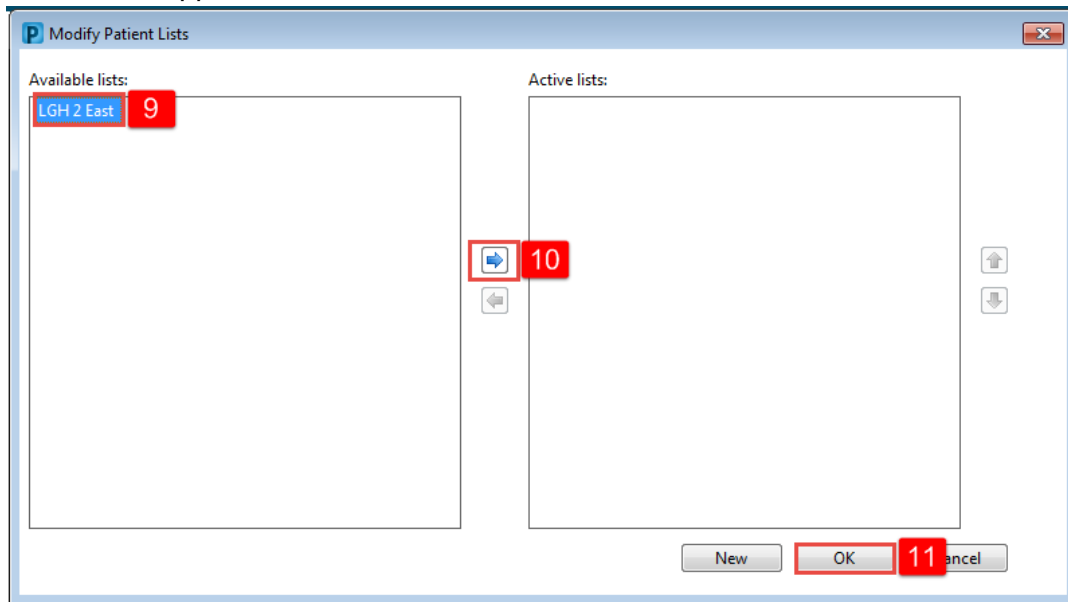 P Modify Patient Lists
Available lists:
Active lists:
LGH 2 East 9
10
New OK 11 ancel